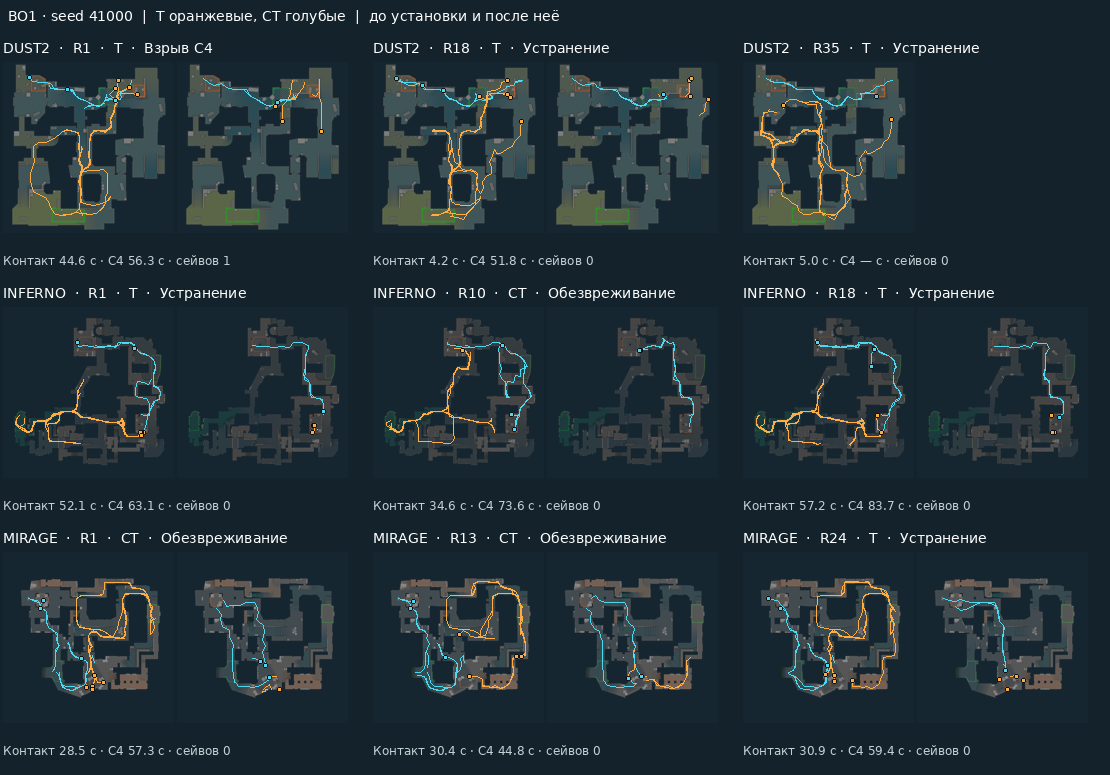 BO1 · seed 41000 | Т оранжевые, CT голубые | до установки и после неё
DUST2 · R1 · T · Взрыв C4
DUST2 · R18 · T · Устранение
DUST2 · R35 · T · Устранение
Контакт 44.6 с · C4 56.3 с · сейвов 1
Контакт 4.2 с · C4 51.8 с · сейвов 0
Контакт 5.0 с · C4 — с · сейвов 0
INFERNO · R1 · T · Устранение
INFERNO · R10 · CT · Обезвреживание
INFERNO · R18 · T · Устранение
Контакт 52.1 с · C4 63.1 с · сейвов 0
Контакт 34.6 с · C4 73.6 с · сейвов 0
Контакт 57.2 с · C4 83.7 с · сейвов 0
MIRAGE · R1 · CT · Обезвреживание
MIRAGE · R13 · CT · Обезвреживание
MIRAGE · R24 · T · Устранение
Контакт 28.5 с · C4 57.3 с · сейвов 0
Контакт 30.4 с · C4 44.8 с · сейвов 0
Контакт 30.9 с · C4 59.4 с · сейвов 0